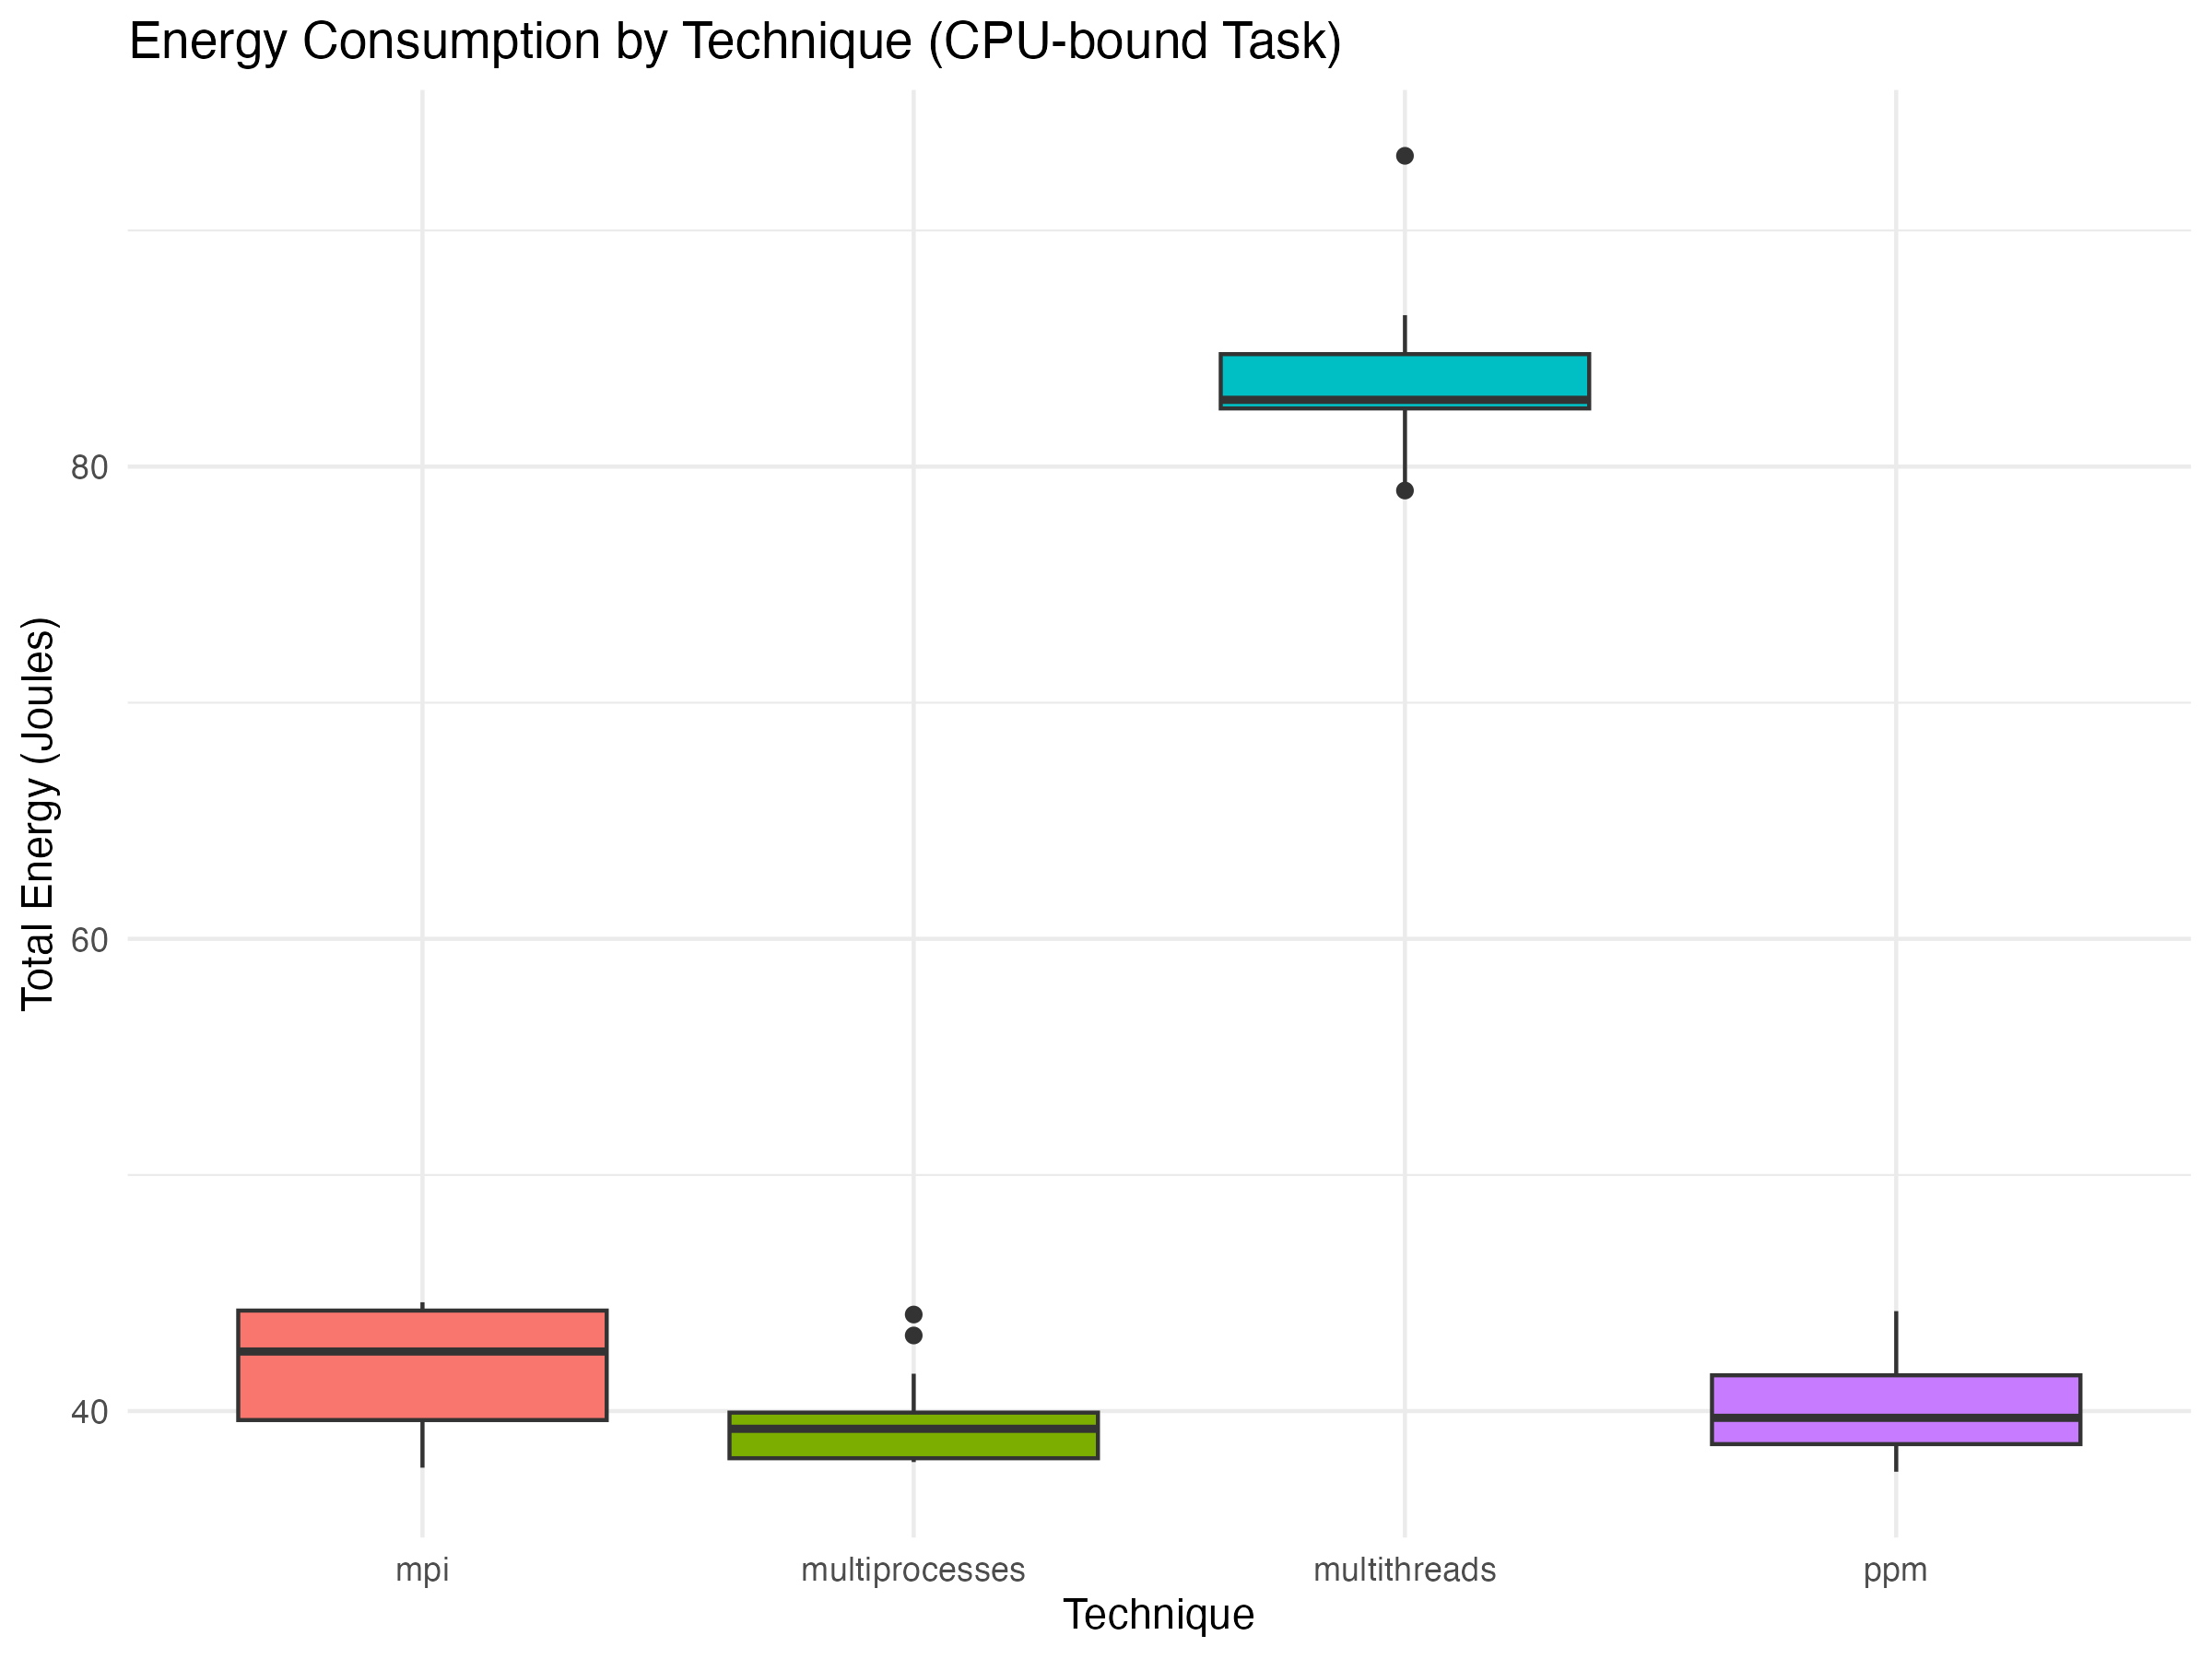 Energy Consumption by Technique (CPU-bound Task)
Total Energy (Joules)
80
60
40
mpi
multiprocesses
multithreads
ppm
Technique